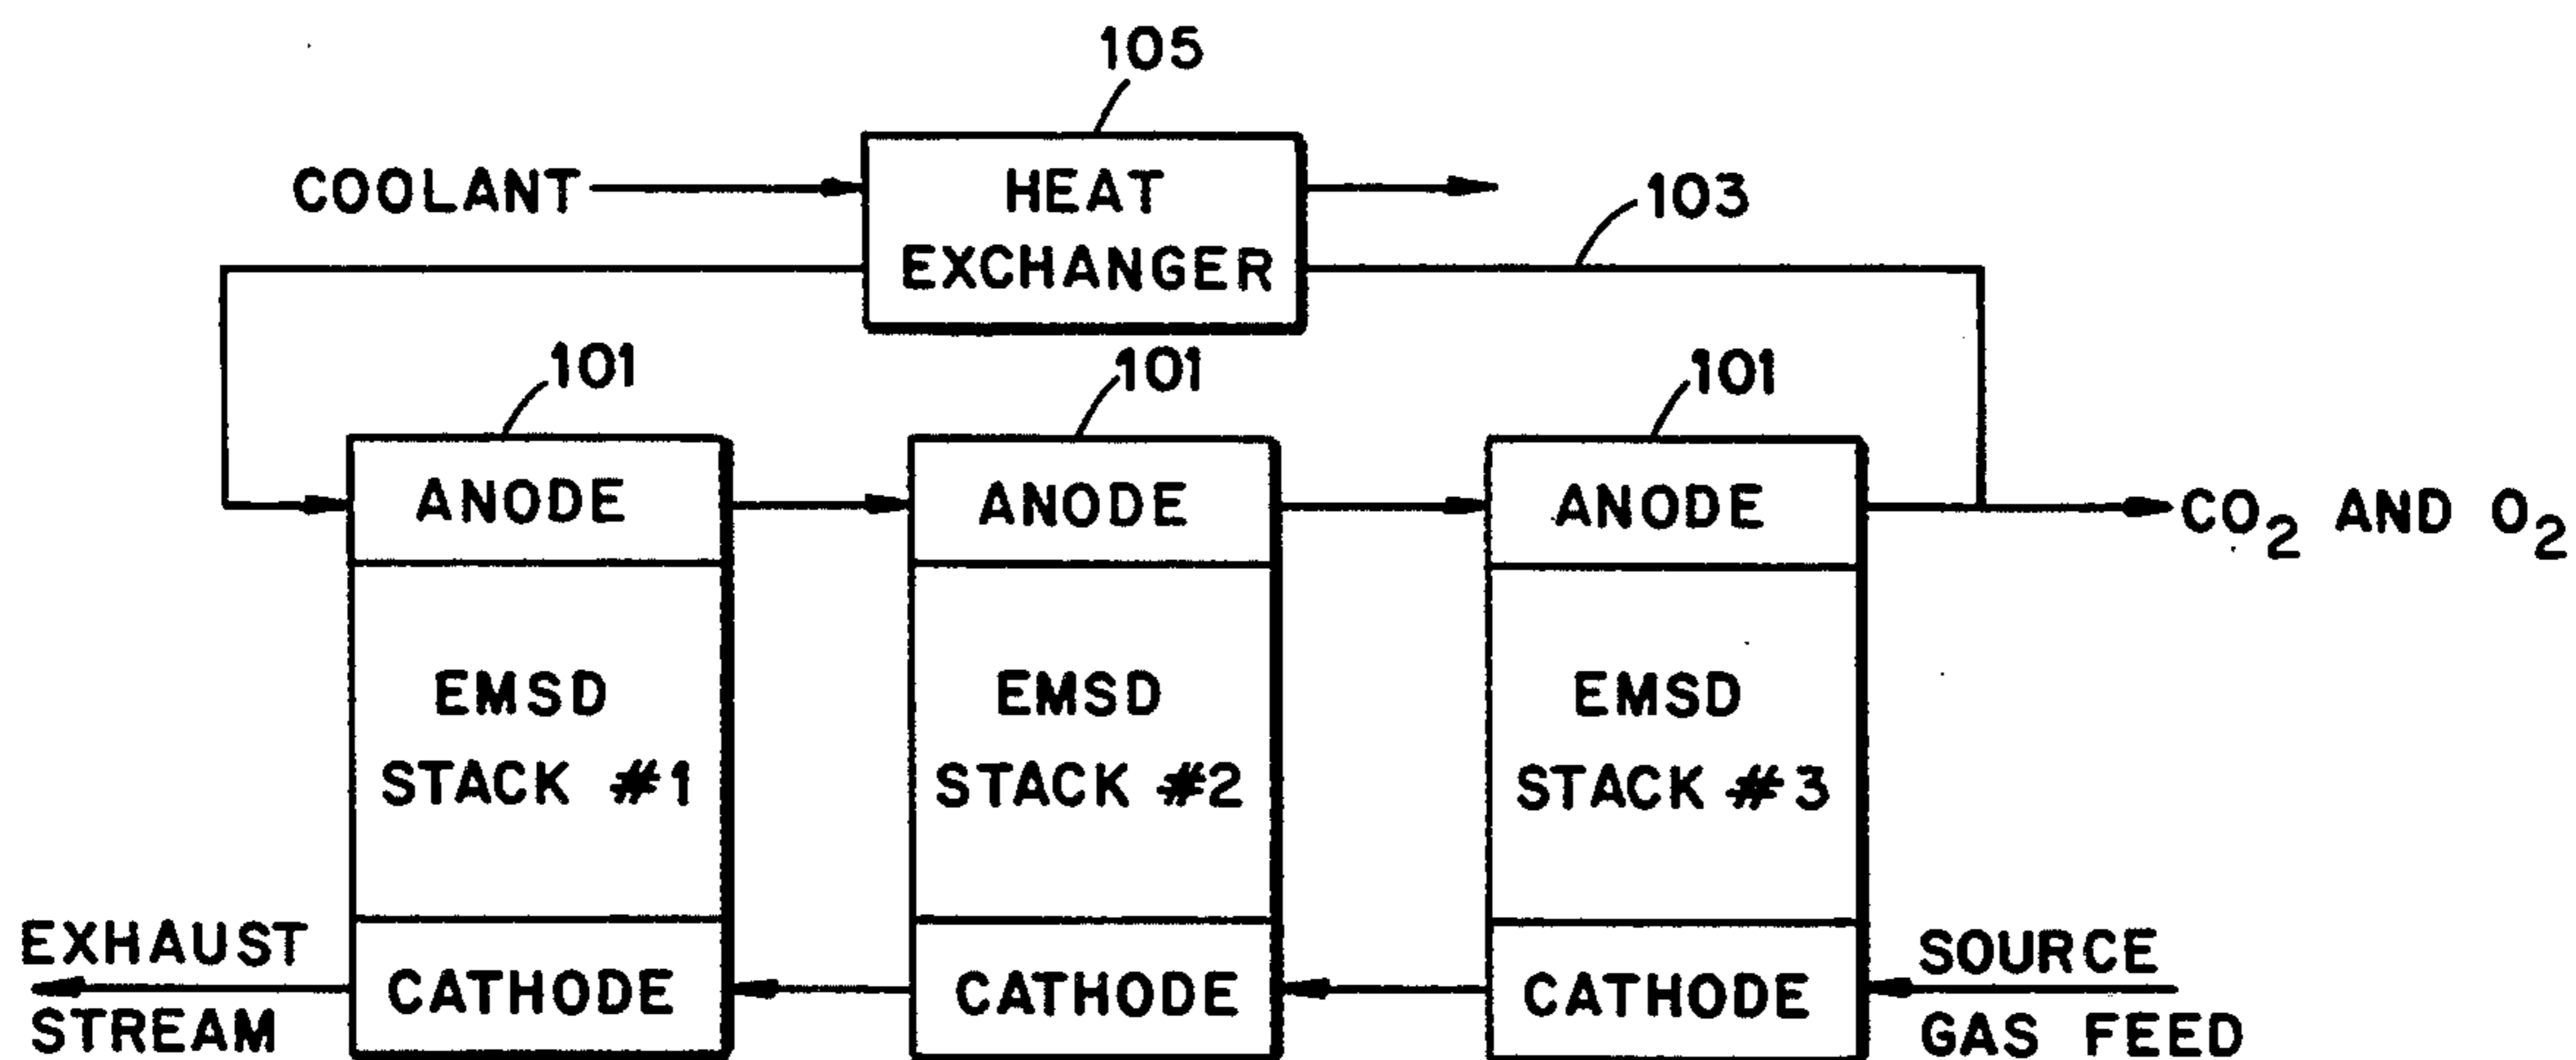 105
COOLANT
HEAT
EXCHANGER
103
101
101
101
ANODE
ANODE
ANODE
CO2 AND O2
EMSD
STACK #1
EMSD
STACK #2
EMSD
STACK #3
EXHAUST
STREAM
CATHODE
CATHODE
CATHODE
SOURCE
GAS FEED